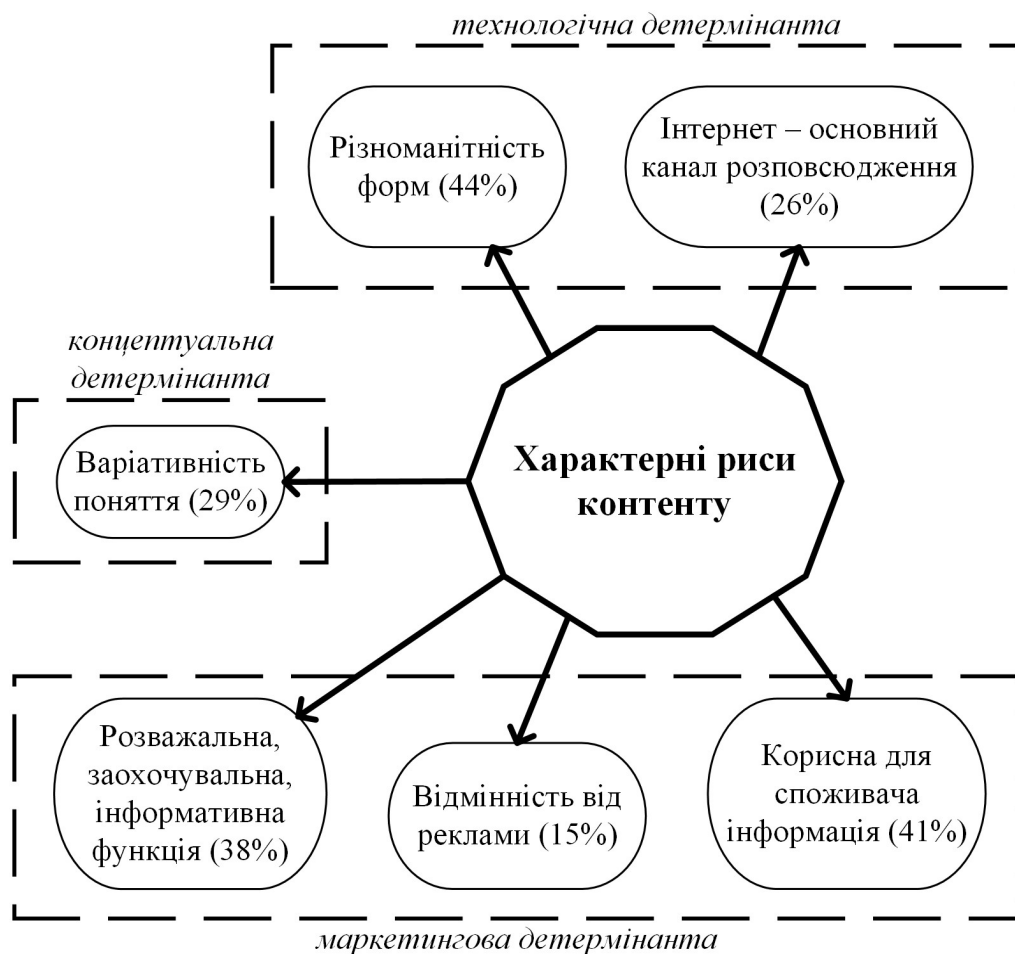 технологічна детермінанта
Різноманітність
форм (44%)
Інтернет – основний
канал розповсюдження
(26%)
концептуальна
детермінанта
Варіативність
поняття (29%)
Характерні риси
контенту
Розважальна,
заохочувальна,
інформативна
функція (38%)
Відмінність від
реклами (15%)
Корисна для
споживача
інформація (41%)
маркетингова детермінанта